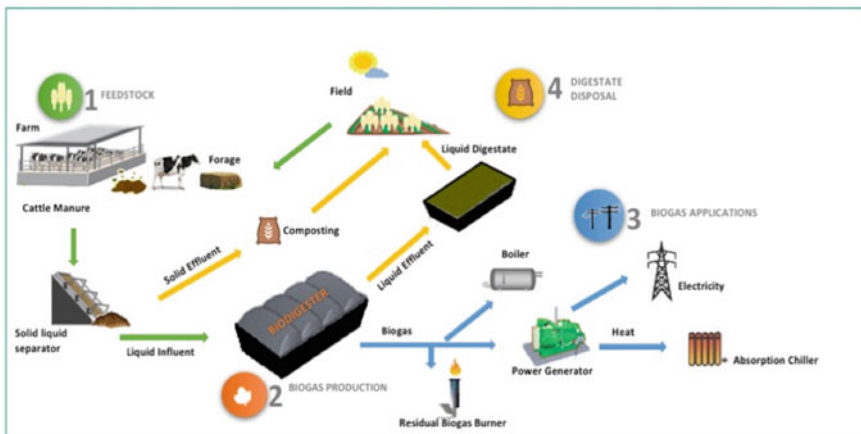 1 FEEDSTOCK
Farm
Forage
Cattle Manure
Solid liquid
separator
Solid Effluent
Liquid Influent
Composting
Field
4 DIGESTATE
DISPOSAL
Liquid Digestate
Liquid Effluent
BIODIGESTER
2 BIOGAS PRODUCTION
Biogas
Boiler
Residual Biogas Burner
Power Generator
3 BIOGAS APPLICATIONS
Electricity
Heat
Absorption Chiller